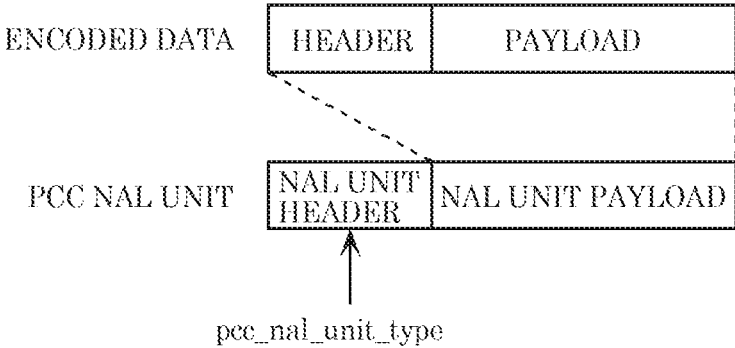 ENCODED DATA HEADER PAYLOAD
PCC NAL UNIT NAL UNIT HEADER NAL UNIT PAYLOAD
pcc_nal_unit_type